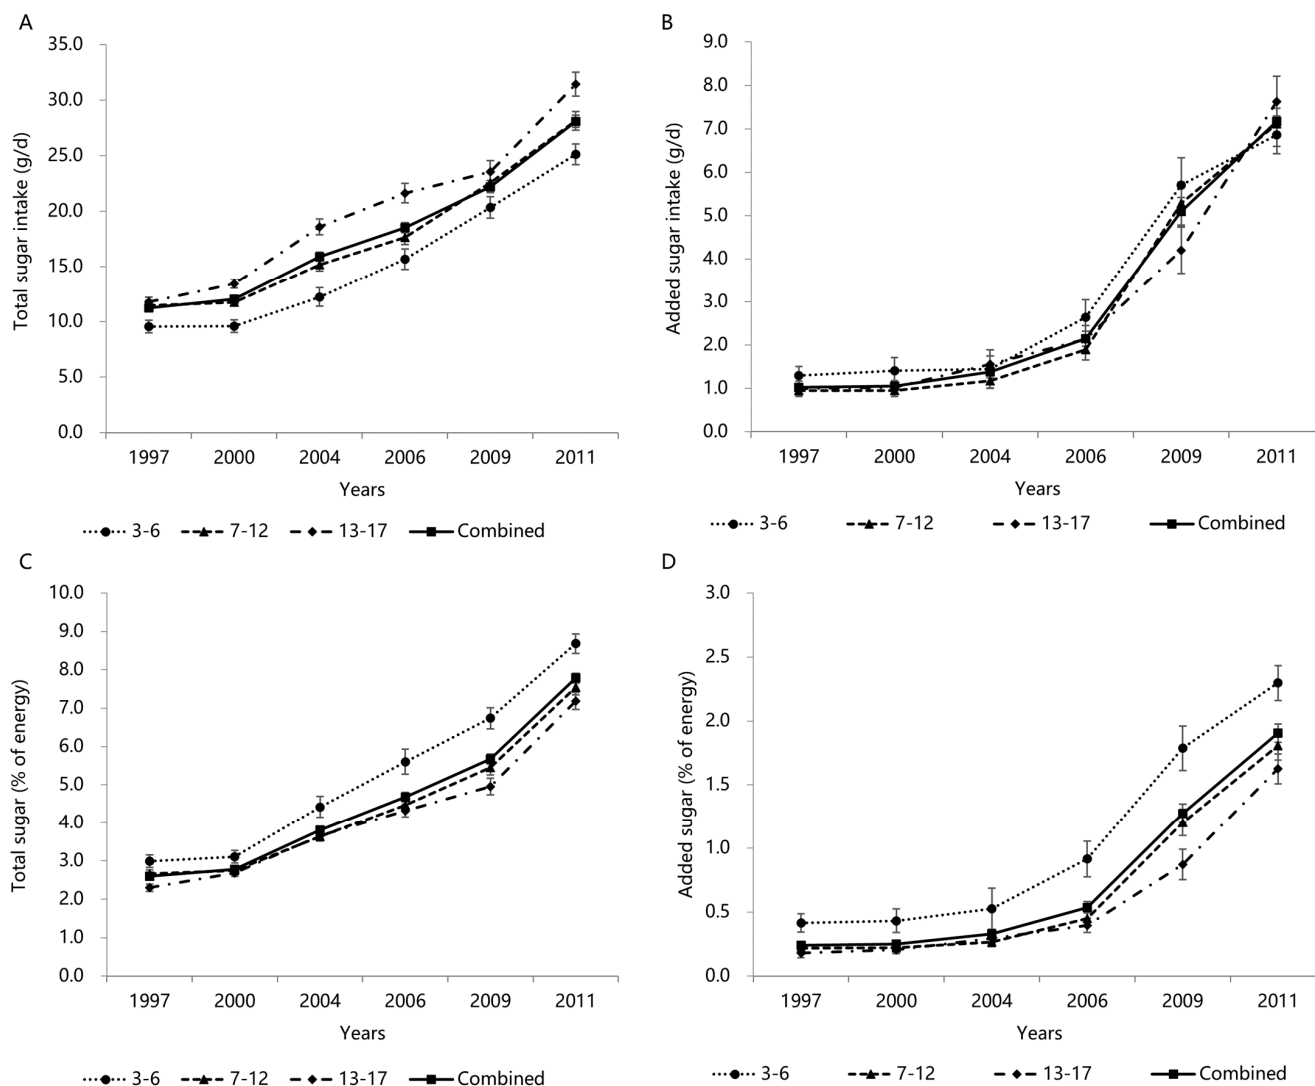 A
Total sugar intake (g/d)
35.0
30.0
25.0
20.0
15.0
10.0
5.0
0.0
1997 2000 2004 2006 2009 2011
Years
3-6 7-12 13-17 Combined
B
Added sugar intake (g/d)
9.0
8.0
7.0
6.0
5.0
4.0
3.0
2.0
1.0
0.0
1997 2000 2004 2006 2009 2011
Years
3-6 7-12 13-17 Combined
C
Total sugar (% of energy)
10.0
9.0
8.0
7.0
6.0
5.0
4.0
3.0
2.0
1.0
0.0
1997 2000 2004 2006 2009 2011
Years
3-6 7-12 13-17 Combined
D
Added sugar (% of energy)
3.0
2.5
2.0
1.5
1.0
0.5
0.0
1997 2000 2004 2006 2009 2011
Years
3-6 7-12 13-17 Combined